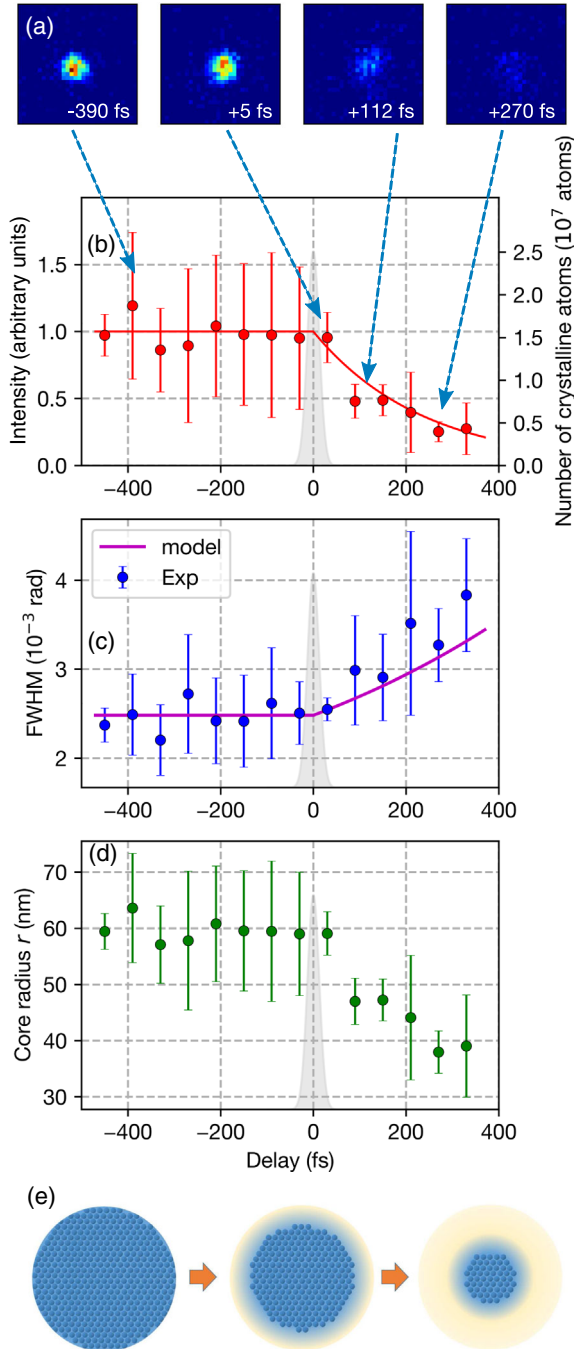 (a)
-390 fs
+5 fs
+112 fs
+270 fs
(b)
Intensity (arbitrary units)
1.5
1.0
0.5
0.0
Number of crystalline atoms (10⁷ atoms)
2.5
2.0
1.5
1.0
0.5
0.0
−400
−200
0
200
400
model
Exp
(c)
FWHM (10⁻³ rad)
4
3
2
−400
−200
0
200
400
(d)
Core radius r (nm)
70
60
50
40
30
−400
−200
0
200
400
Delay (fs)
(e)